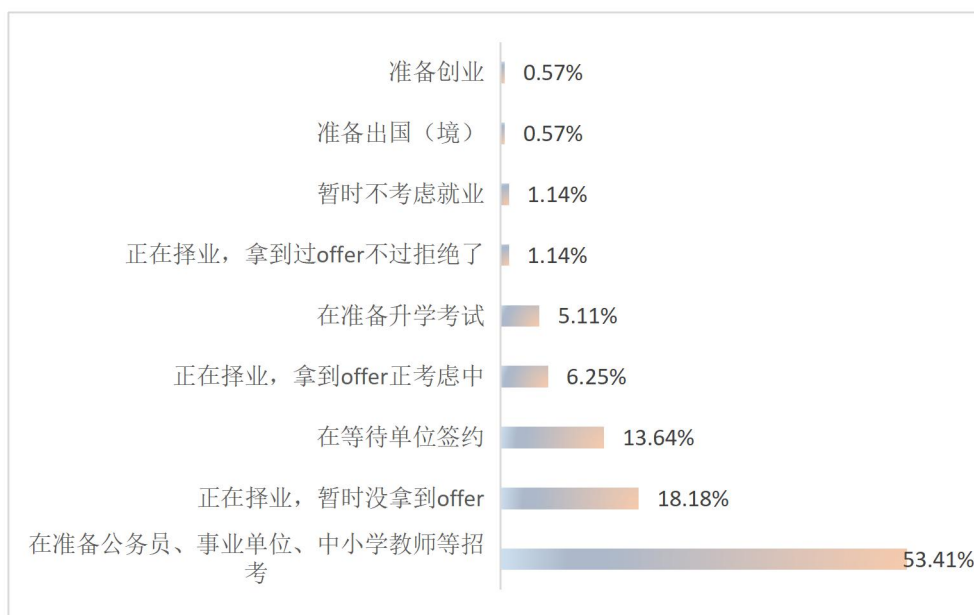 准备创业 0.57%
准备出国（境） 0.57%
暂时不考虑就业 1.14%
正在择业，拿到过offer不过拒绝了 1.14%
在准备升学考试 5.11%
正在择业，拿到offer正考虑中 6.25%
在等待单位签约 13.64%
正在择业，暂时没拿到offer 18.18%
在准备公务员、事业单位、中小学教师等招
考 53.41%